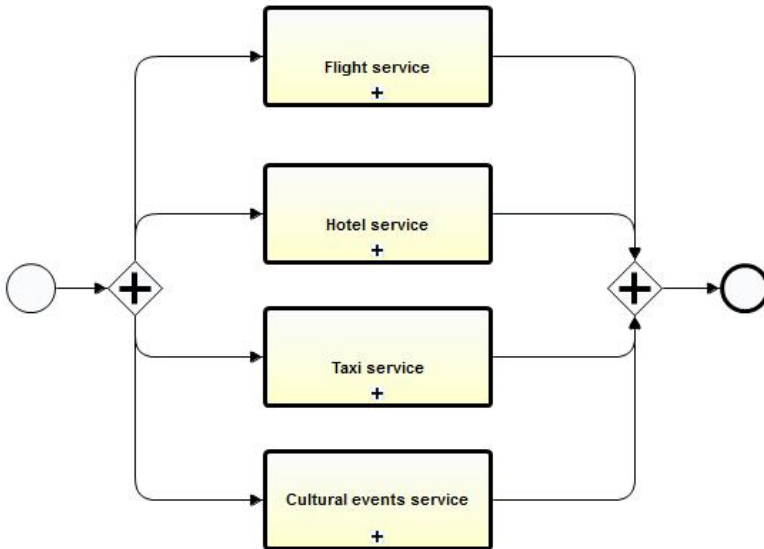 Flight service
Hotel service
Taxi service
Cultural events service